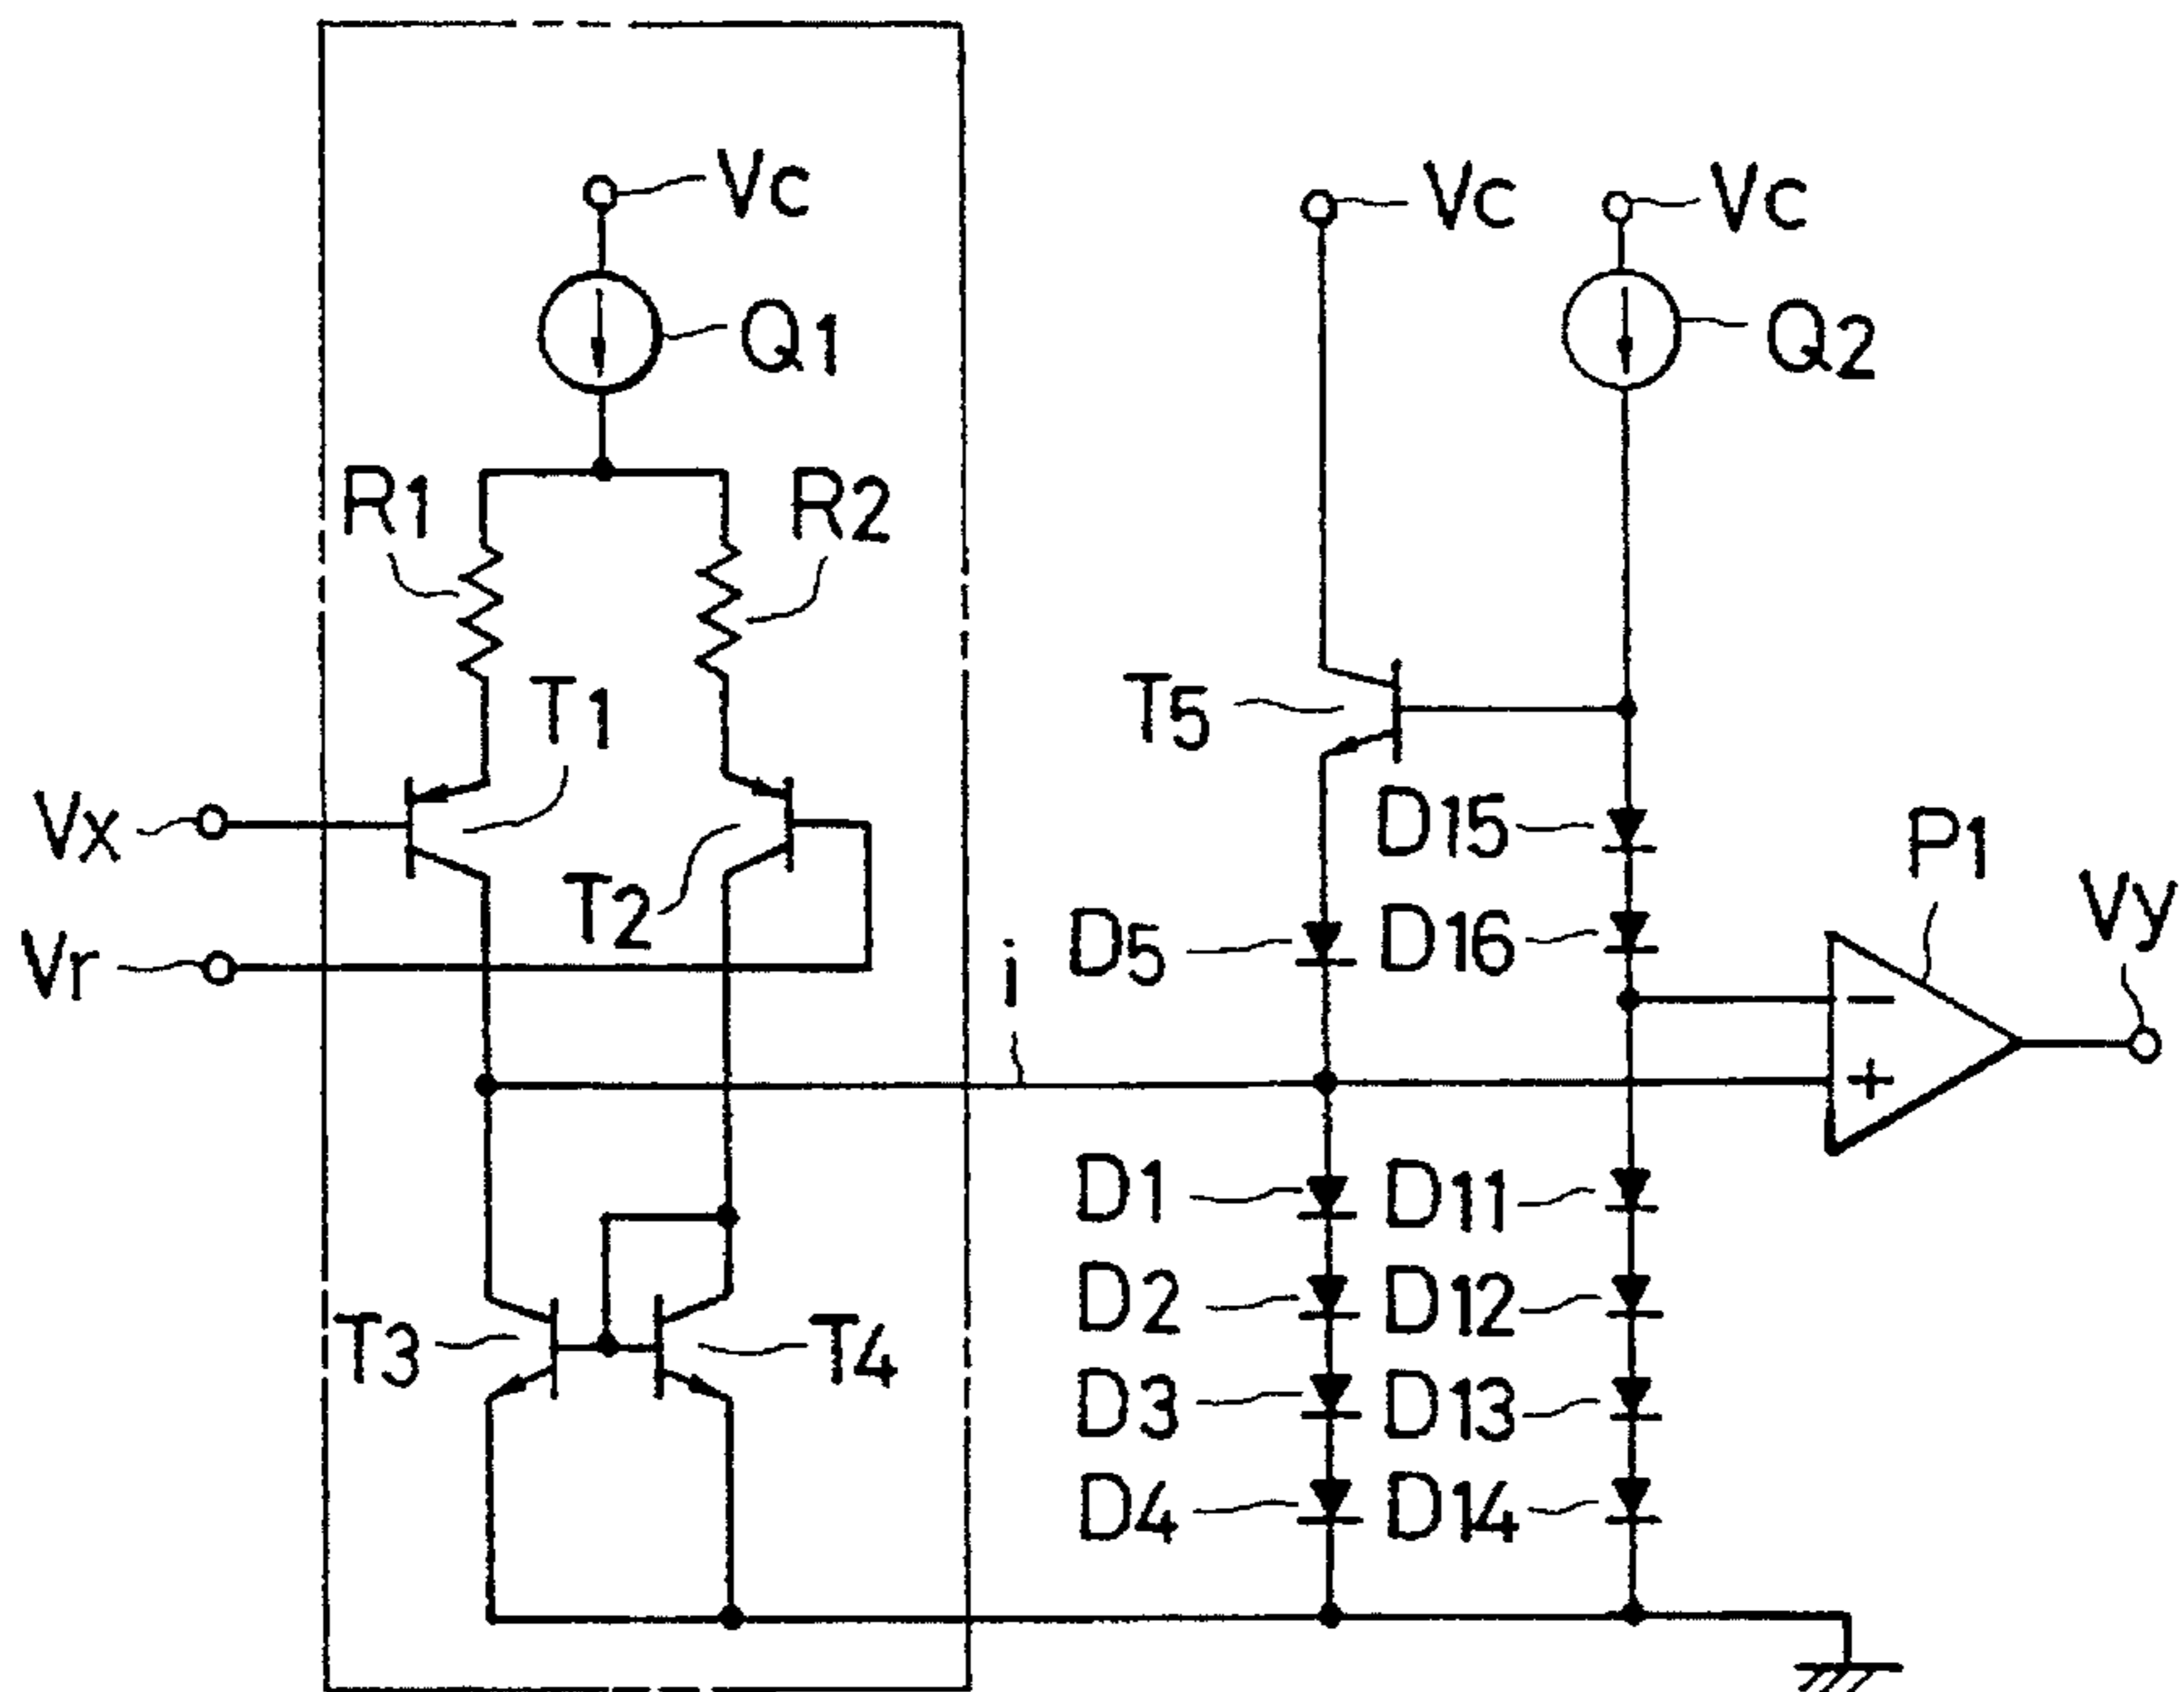 Vc
Vc
Vc
Q1
Q2
R1
R2
T1
T5
Vx
D15
P1
T2
Vy
Vr
D5
D16
i
−
+
D1
D11
D2
D12
T3
T4
D3
D13
D4
D14